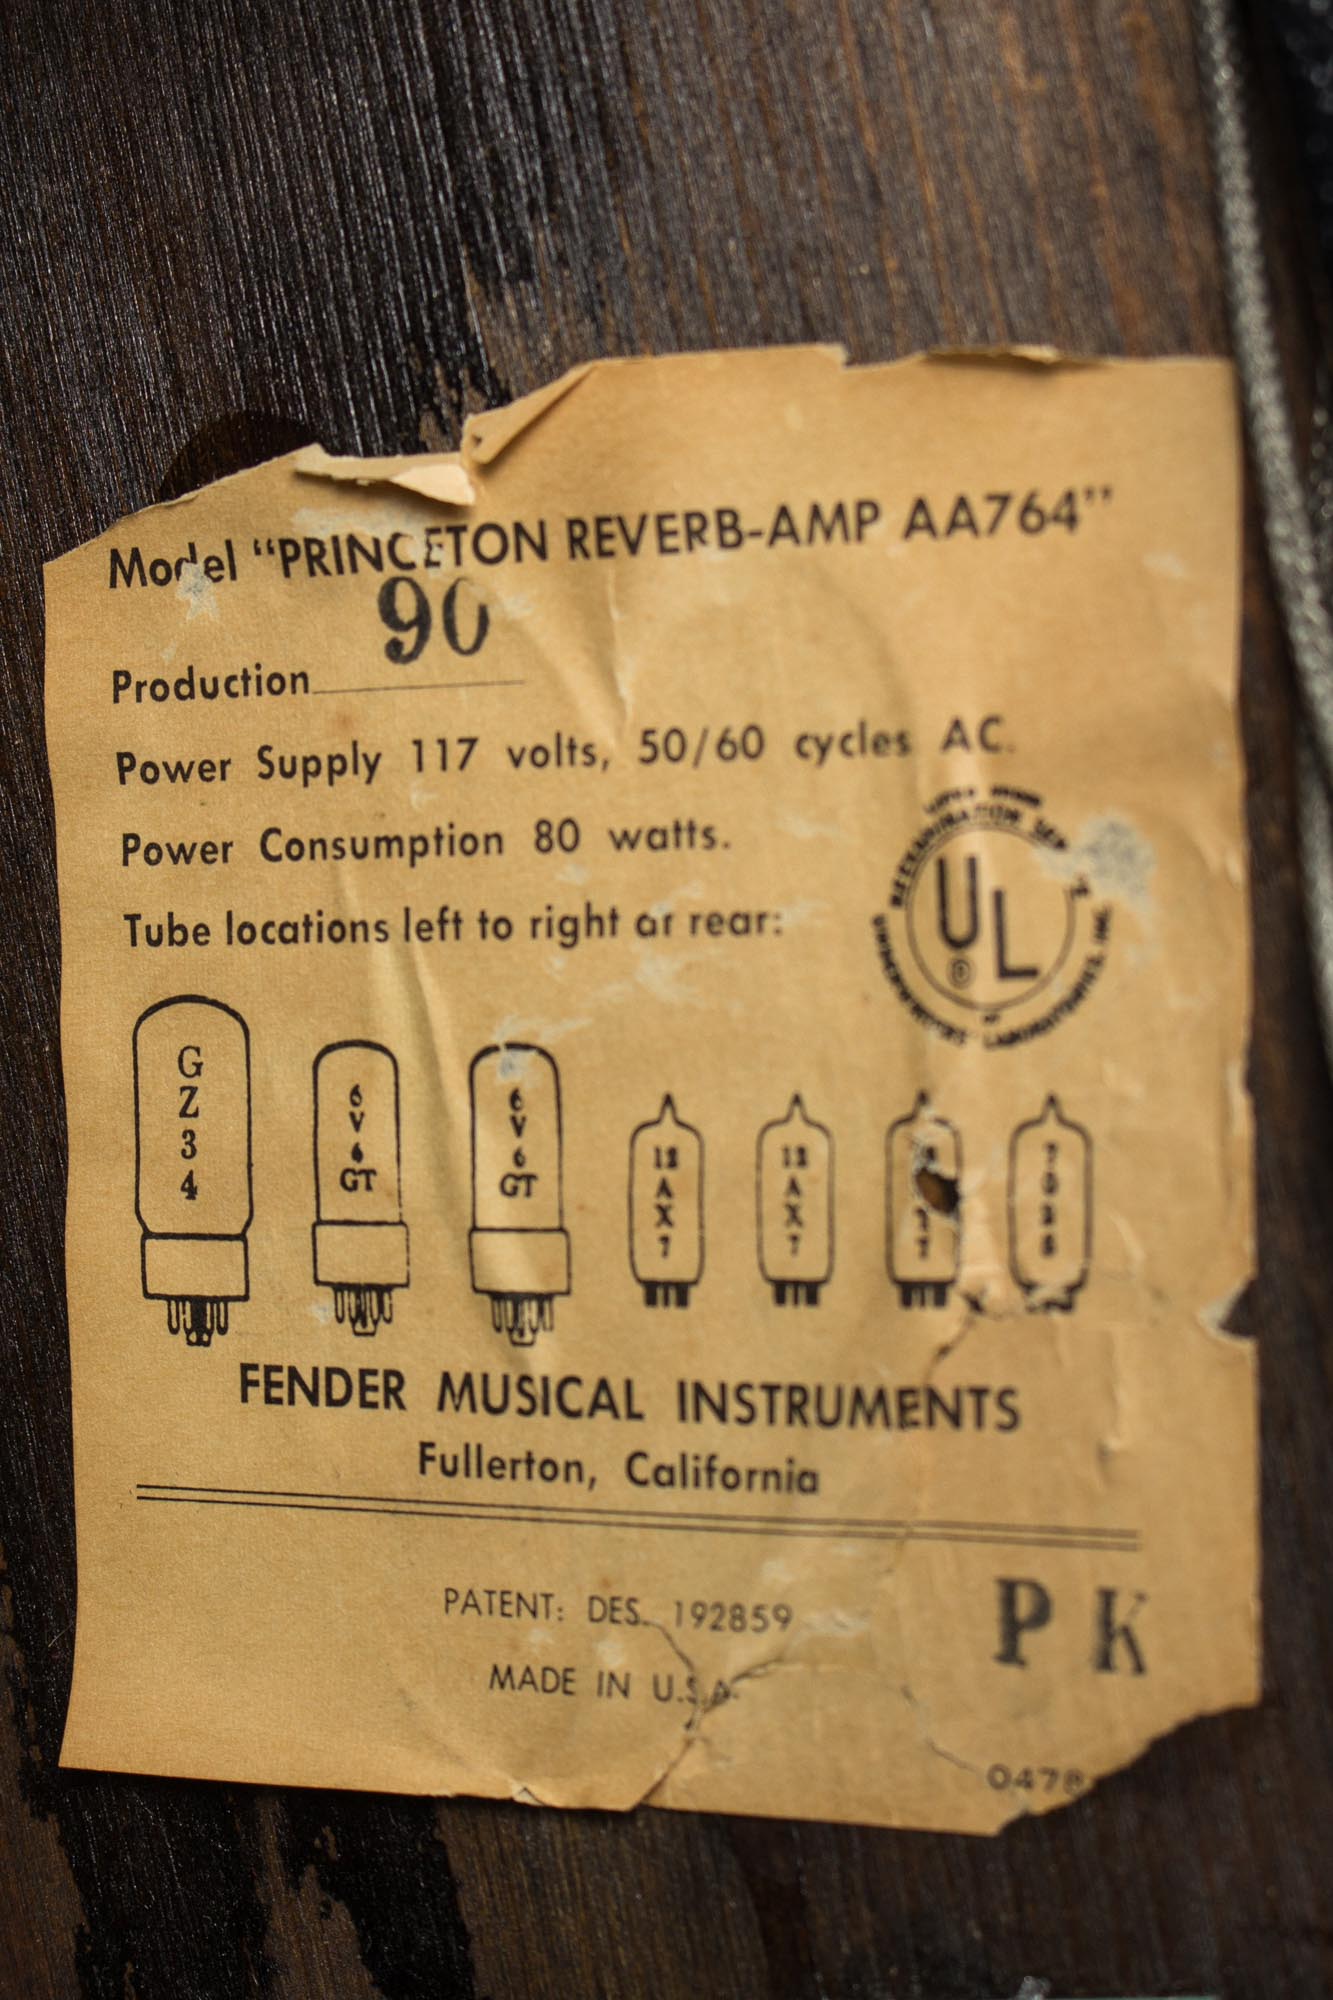 Model “PRINCETON REVERB-AMP AA764”
90
Production
Power Supply 117 volts, 50/60 cycles AC.
Power Consumption 80 watts.
Tube locations left to right at rear:
UL
GZ34
6V6GT
6V6GT
12AX7
12AX7
7025
FENDER MUSICAL INSTRUMENTS
Fullerton, California
PATENT: DES. 192859
MADE IN U.S.A.
P K
0478